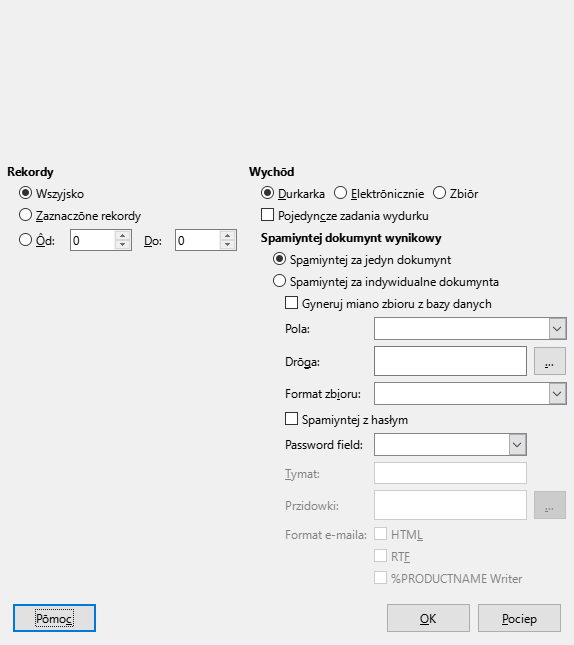 Rekordy
Wszyjsko
Zaznaczōne rekordy
Ôd: 0 Do: 0
Wychōd
Durkarka Elektrōnicznie Zbiōr
Pojedyncze zadania wydurku
Spamiyntej dokumynt wynikowy
Spamiyntej za jedyn dokumynt
Spamiyntej za indywidualne dokumynta
Gyneruj miano zbioru z bazy danych
Pola:
Drōga: ...
Format zbioru:
Spamiyntej z hasłym
Password field:
Tymat:
Przidowki: ...
Format e-maila: HTML
RTF
%PRODUCTNAME Writer
Pōmoc OK Pociep